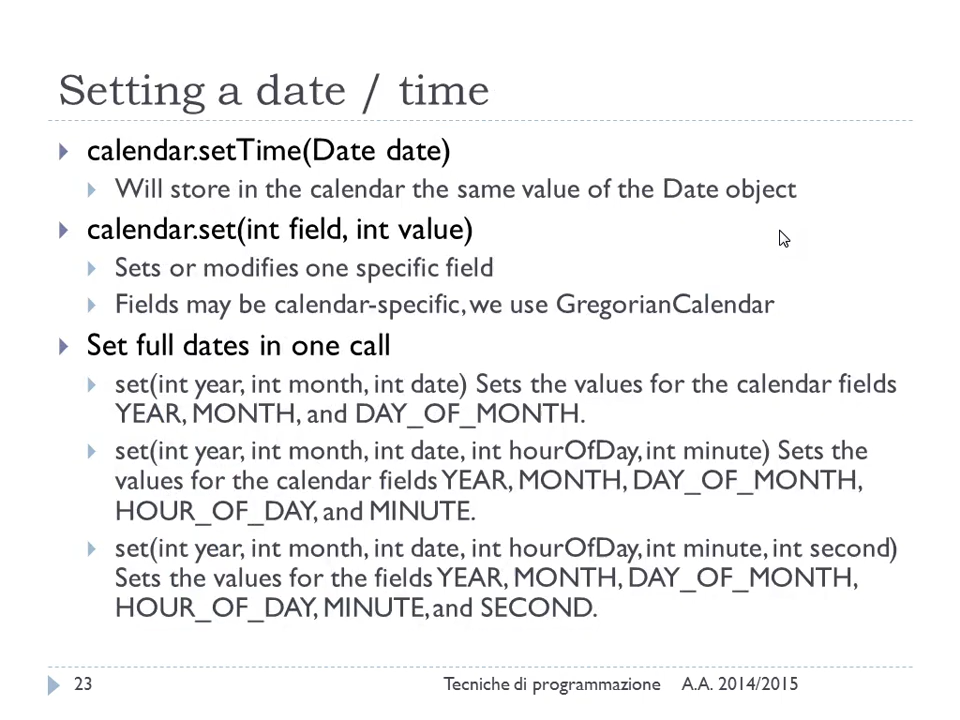 Setting a date / time
calendar.setTime(Date date)
Will store in the calendar the same value of the Date object
calendar.set(int field, int value)
Sets or modifies one specific field
Fields may be calendar-specific, we use GregorianCalendar
Set full dates in one call
set(int year, int month, int date) Sets the values for the calendar fields
YEAR, MONTH, and DAY_OF_MONTH.
set(int year, int month, int date, int hourOfDay, int minute) Sets the
values for the calendar fields YEAR, MONTH, DAY_OF_MONTH,
HOUR_OF_DAY, and MINUTE.
set(int year, int month, int date, int hourOfDay, int minute, int second)
Sets the values for the fields YEAR, MONTH, DAY_OF_MONTH,
HOUR_OF_DAY, MINUTE, and SECOND.
23 Tecniche di programmazione A.A. 2014/2015